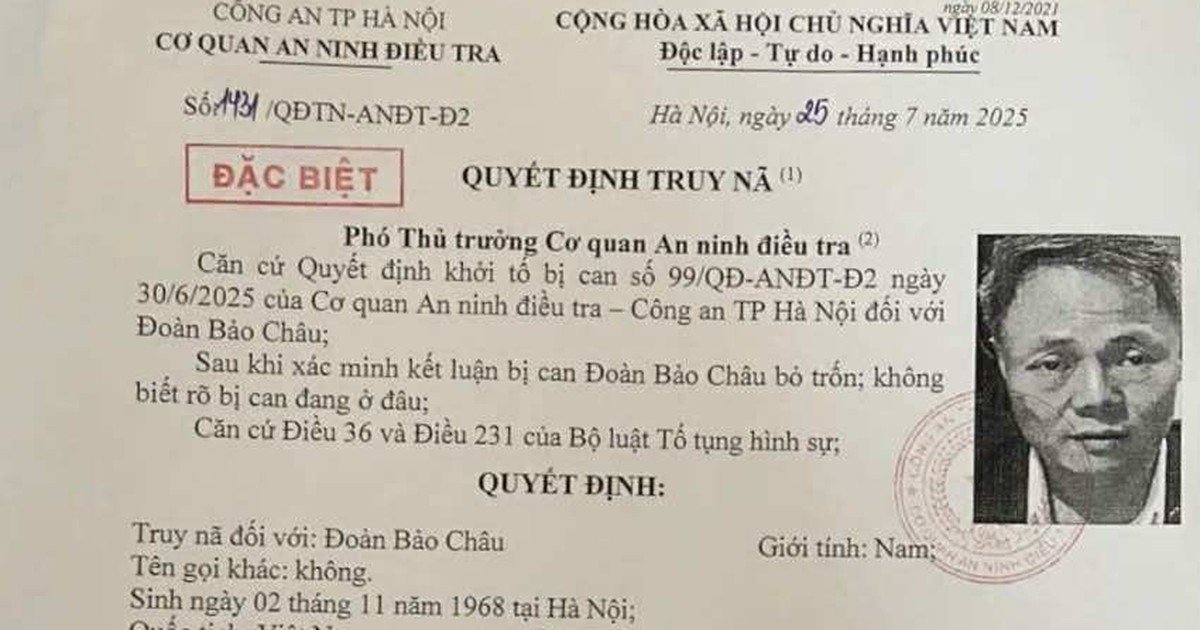 ngày 08/12/2021
CÔNG AN TP HÀ NỘI
CƠ QUAN AN NINH ĐIỀU TRA
CỘNG HÒA XÃ HỘI CHỦ NGHĨA VIỆT NAM
Độc lập - Tự do - Hạnh phúc
Số:1431/QĐTN-ANĐT-Đ2
Hà Nội, ngày 25 tháng 7 năm 2025
ĐẶC BIỆT
QUYẾT ĐỊNH TRUY NÃ (1)
Phó Thủ trưởng Cơ quan An ninh điều tra (2)
Căn cứ Quyết định khởi tố bị can số 99/QĐ-ANĐT-Đ2 ngày
30/6/2025 của Cơ quan An ninh điều tra – Công an TP Hà Nội đối với
Đoàn Bảo Châu;
Sau khi xác minh kết luận bị can Đoàn Bảo Châu bỏ trốn; không
biết rõ bị can đang ở đâu;
Căn cứ Điều 36 và Điều 231 của Bộ luật Tố tụng hình sự;
QUYẾT ĐỊNH:
Truy nã đối với: Đoàn Bảo Châu
Giới tính: Nam;
Tên gọi khác: không.
Sinh ngày 02 tháng 11 năm 1968 tại Hà Nội;